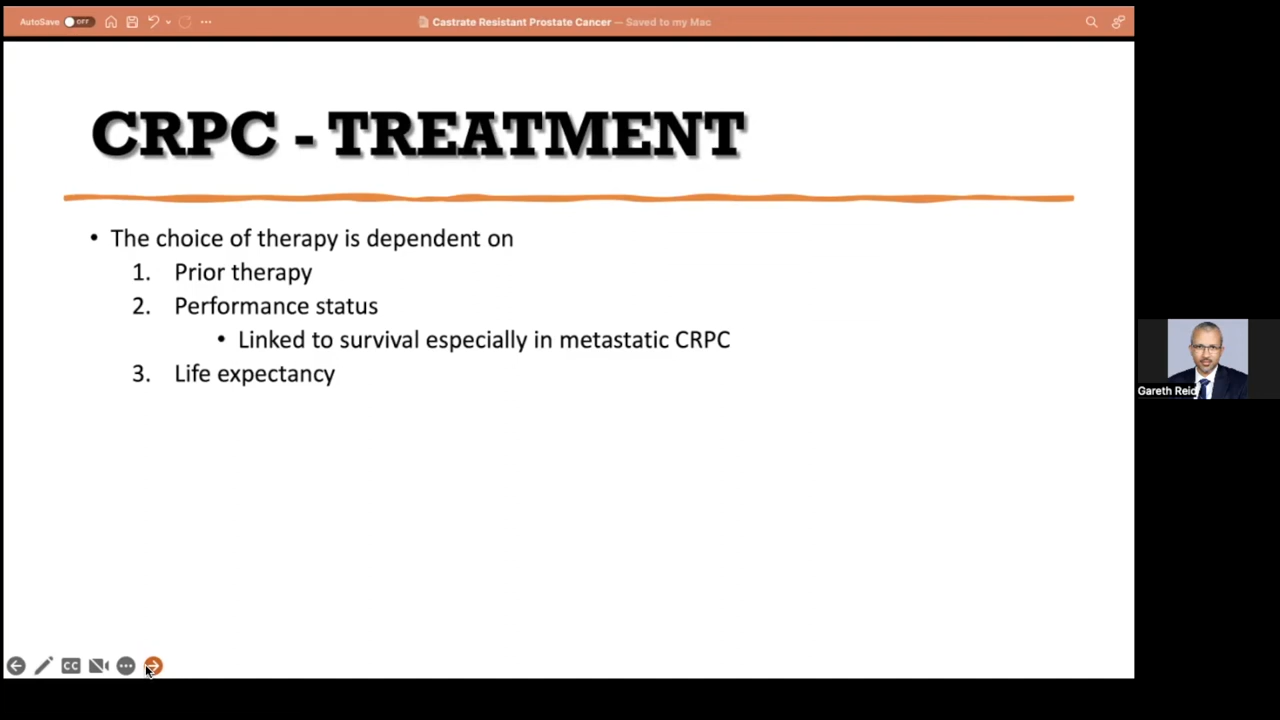 AutoSave OFF
Castrate Resistant Prostate Cancer — Saved to my Mac
CRPC - TREATMENT
• The choice of therapy is dependent on
1. Prior therapy
2. Performance status
• Linked to survival especially in metastatic CRPC
3. Life expectancy
Gareth Reid
CC